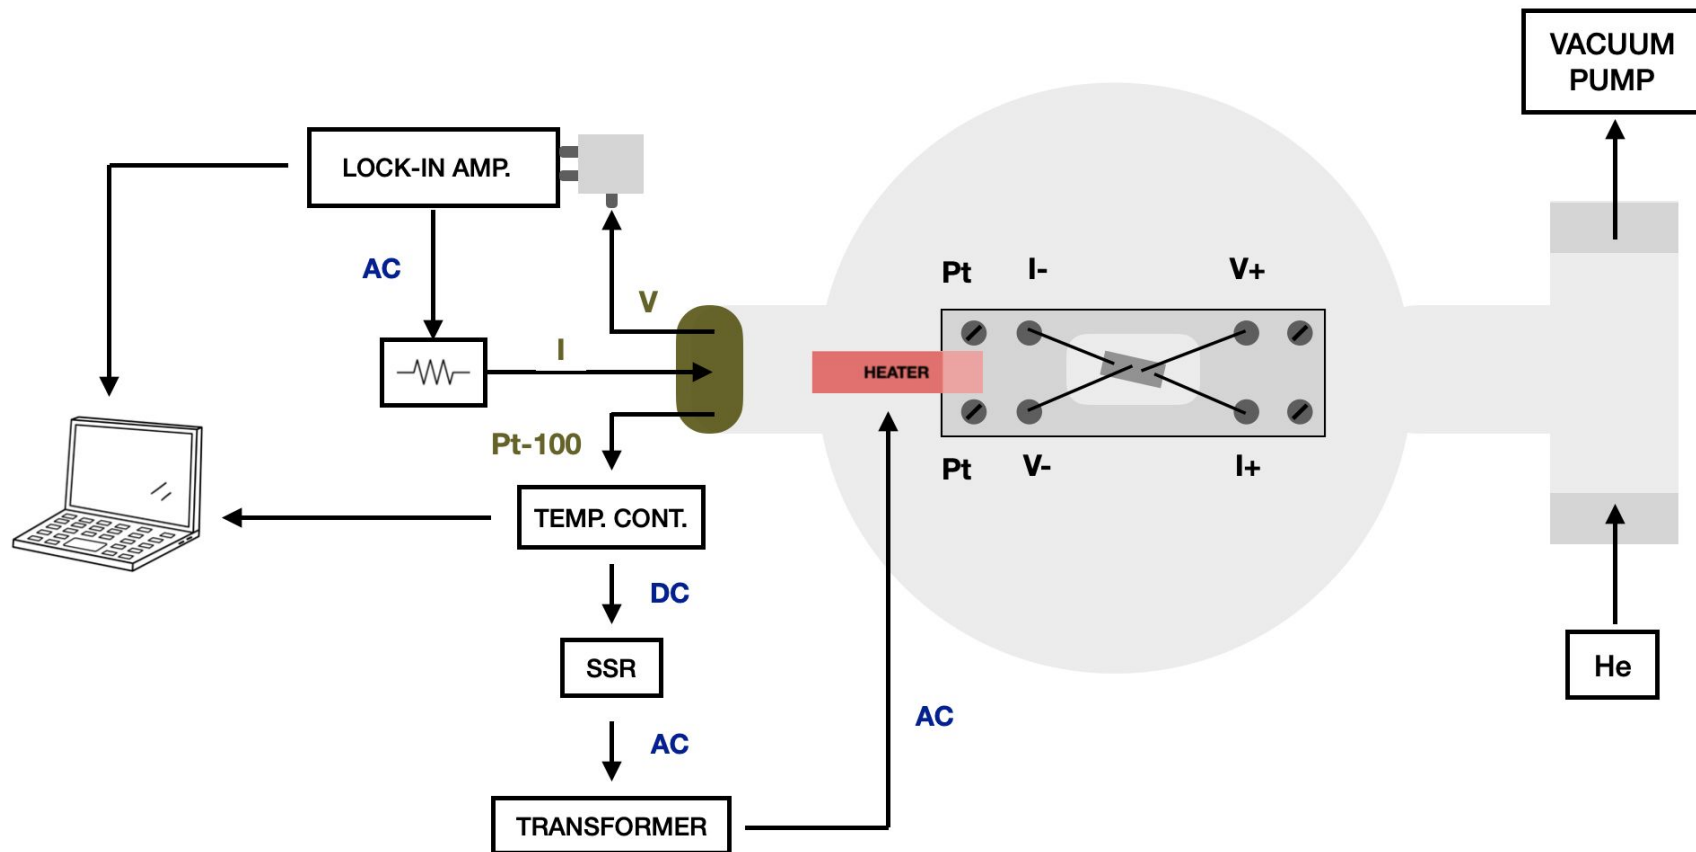 VACUUM
PUMP
LOCK-IN AMP.
AC
V
I
Pt
I-
V+
HEATER
Pt-100
Pt
V-
I+
TEMP. CONT.
DC
SSR
He
AC
AC
TRANSFORMER